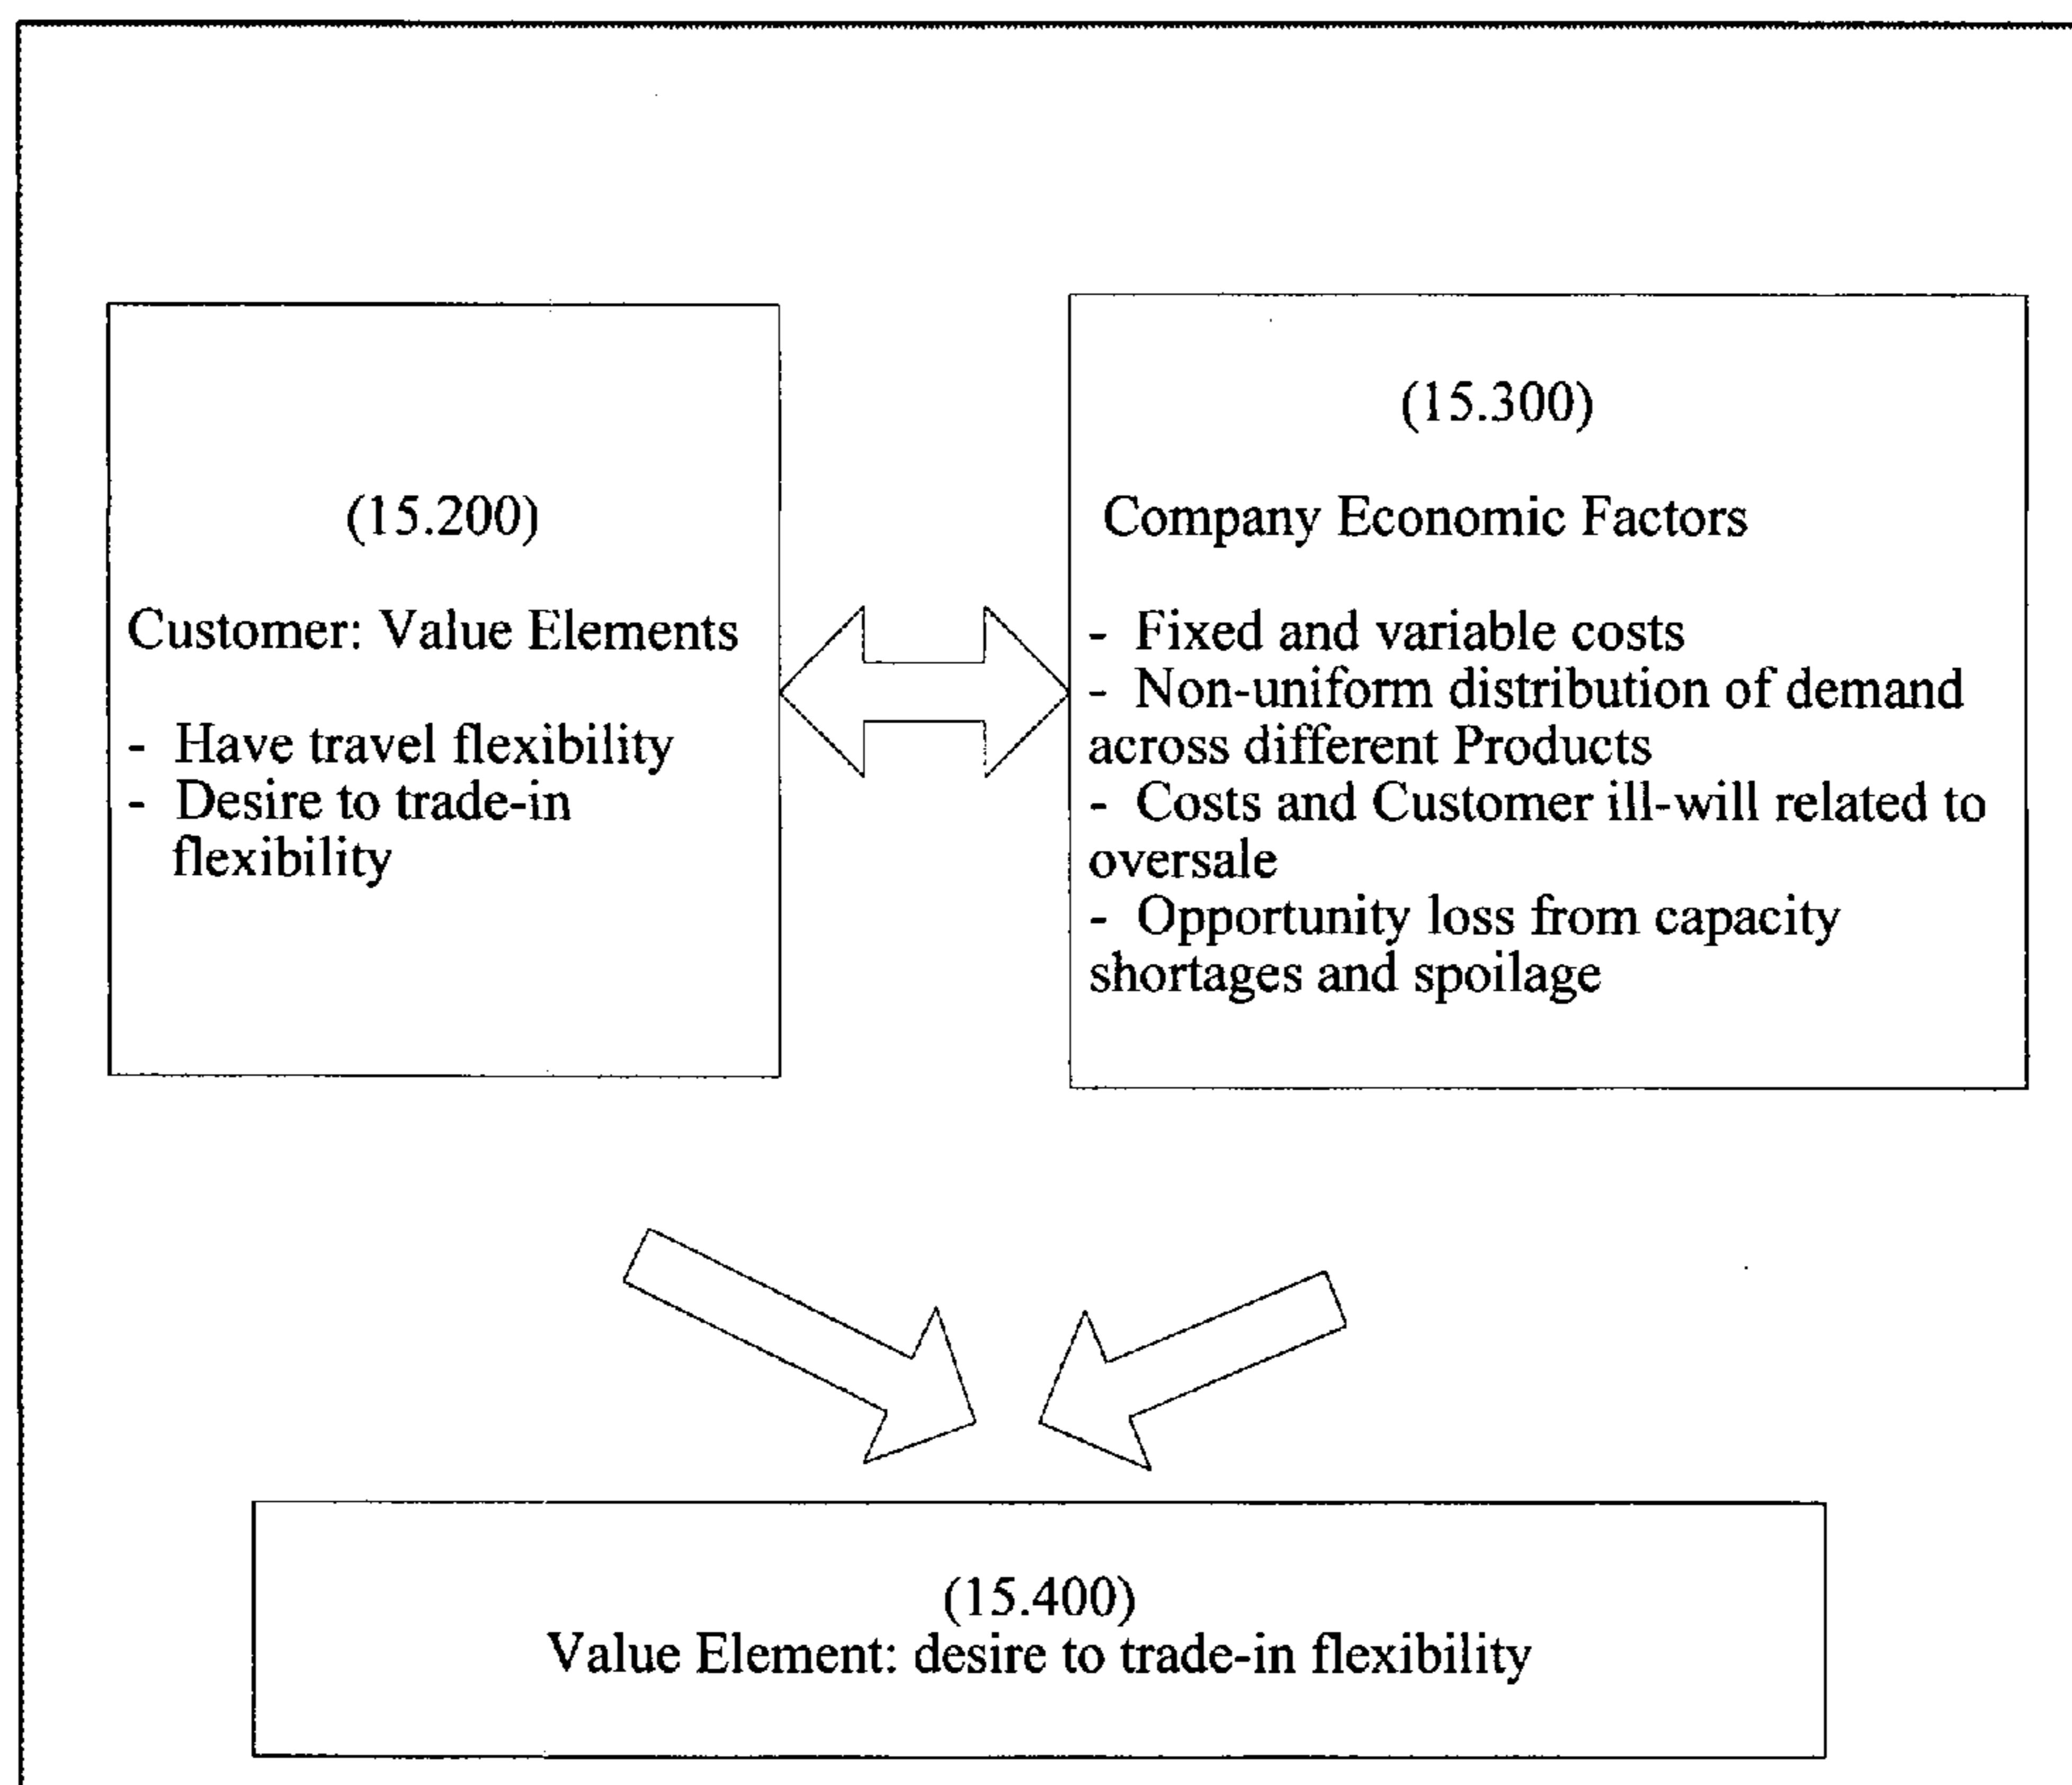 (15.200)
Customer: Value Elements
- Have travel flexibility
- Desire to trade-in
flexibility
(15.300)
Company Economic Factors
- Fixed and variable costs
- Non-uniform distribution of demand
across different Products
- Costs and Customer ill-will related to
oversale
- Opportunity loss from capacity
shortages and spoilage
(15.400)
Value Element: desire to trade-in flexibility